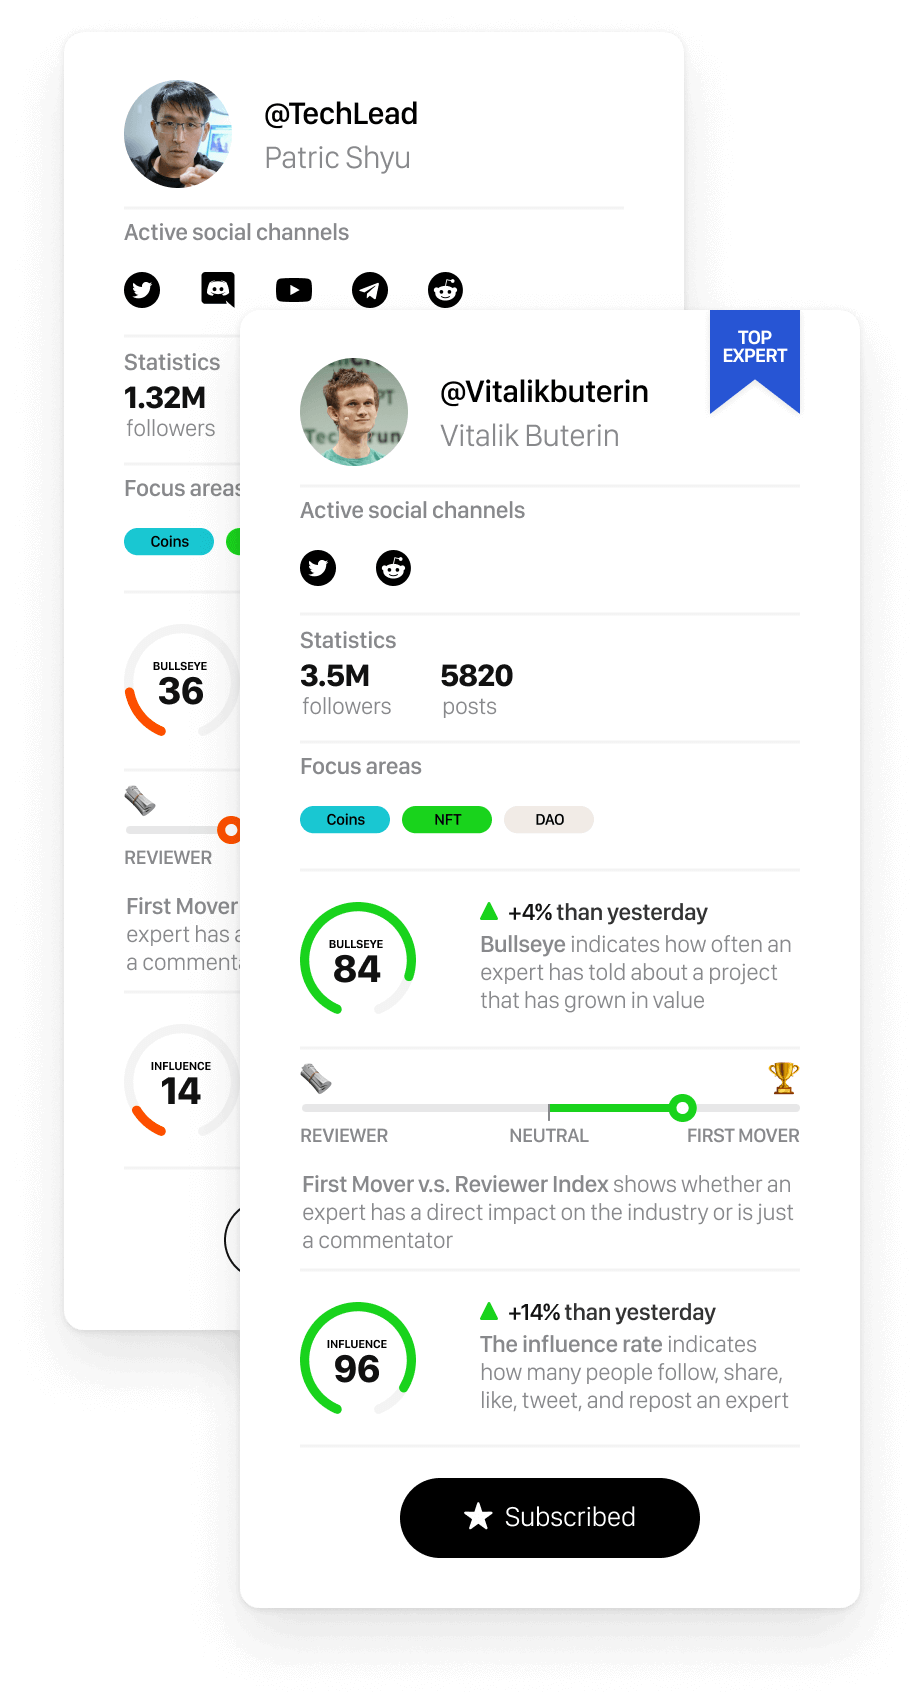 @TechLead
Patric Shyu
Active social channels
Statistics
1.32M
followers
Focus areas
Coins
BULLSEYE
36
REVIEWER
First Mover
expert has a
a commenta
INFLUENCE
14
TOP
EXPERT
@Vitalikbuterin
Vitalik Buterin
Active social channels
Statistics
3.5M 5820
followers posts
Focus areas
Coins NFT DAO
BULLSEYE
84
+4% than yesterday
Bullseye indicates how often an
expert has told about a project
that has grown in value
REVIEWER NEUTRAL FIRST MOVER
First Mover v.s. Reviewer Index shows whether an
expert has a direct impact on the industry or is just
a commentator
INFLUENCE
96
+14% than yesterday
The influence rate indicates
how many people follow, share,
like, tweet, and repost an expert
Subscribed